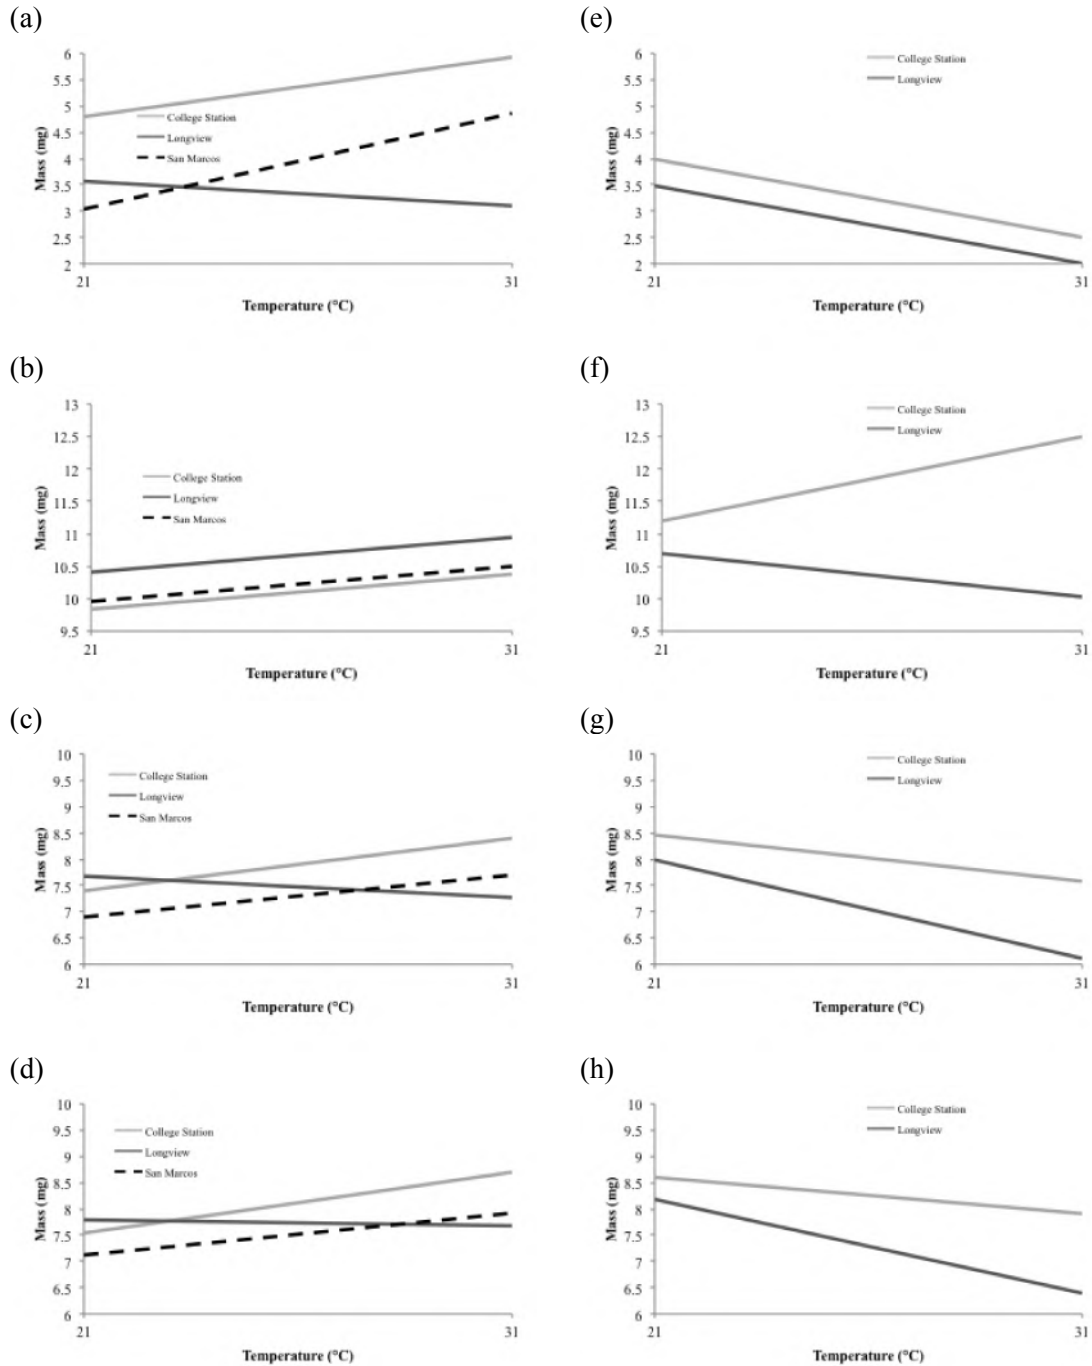 (a)
6
5.5
5
4.5
4
3.5
3
2.5
2
Mass (mg)
College Station
Longview
San Marcos
21
31
Temperature (°C)
(e)
6
5.5
5
4.5
4
3.5
3
2.5
2
Mass (mg)
College Station
Longview
21
31
Temperature (°C)
(b)
13
12.5
12
11.5
11
10.5
10
9.5
Mass (mg)
College Station
Longview
San Marcos
21
31
Temperature (°C)
(f)
13
12.5
12
11.5
11
10.5
10
9.5
Mass (mg)
College Station
Longview
21
31
Temperature (°C)
(c)
10
9.5
9
8.5
8
7.5
7
6.5
6
Mass (mg)
College Station
Longview
San Marcos
21
31
Temperature (°C)
(g)
10
9.5
9
8.5
8
7.5
7
6.5
6
Mass (mg)
College Station
Longview
21
31
Temperature (°C)
(d)
10
9.5
9
8.5
8
7.5
7
6.5
6
Mass (mg)
College Station
Longview
San Marcos
21
31
Temperature (°C)
(h)
10
9.5
9
8.5
8
7.5
7
6.5
6
Mass (mg)
College Station
Longview
21
31
Temperature (°C)